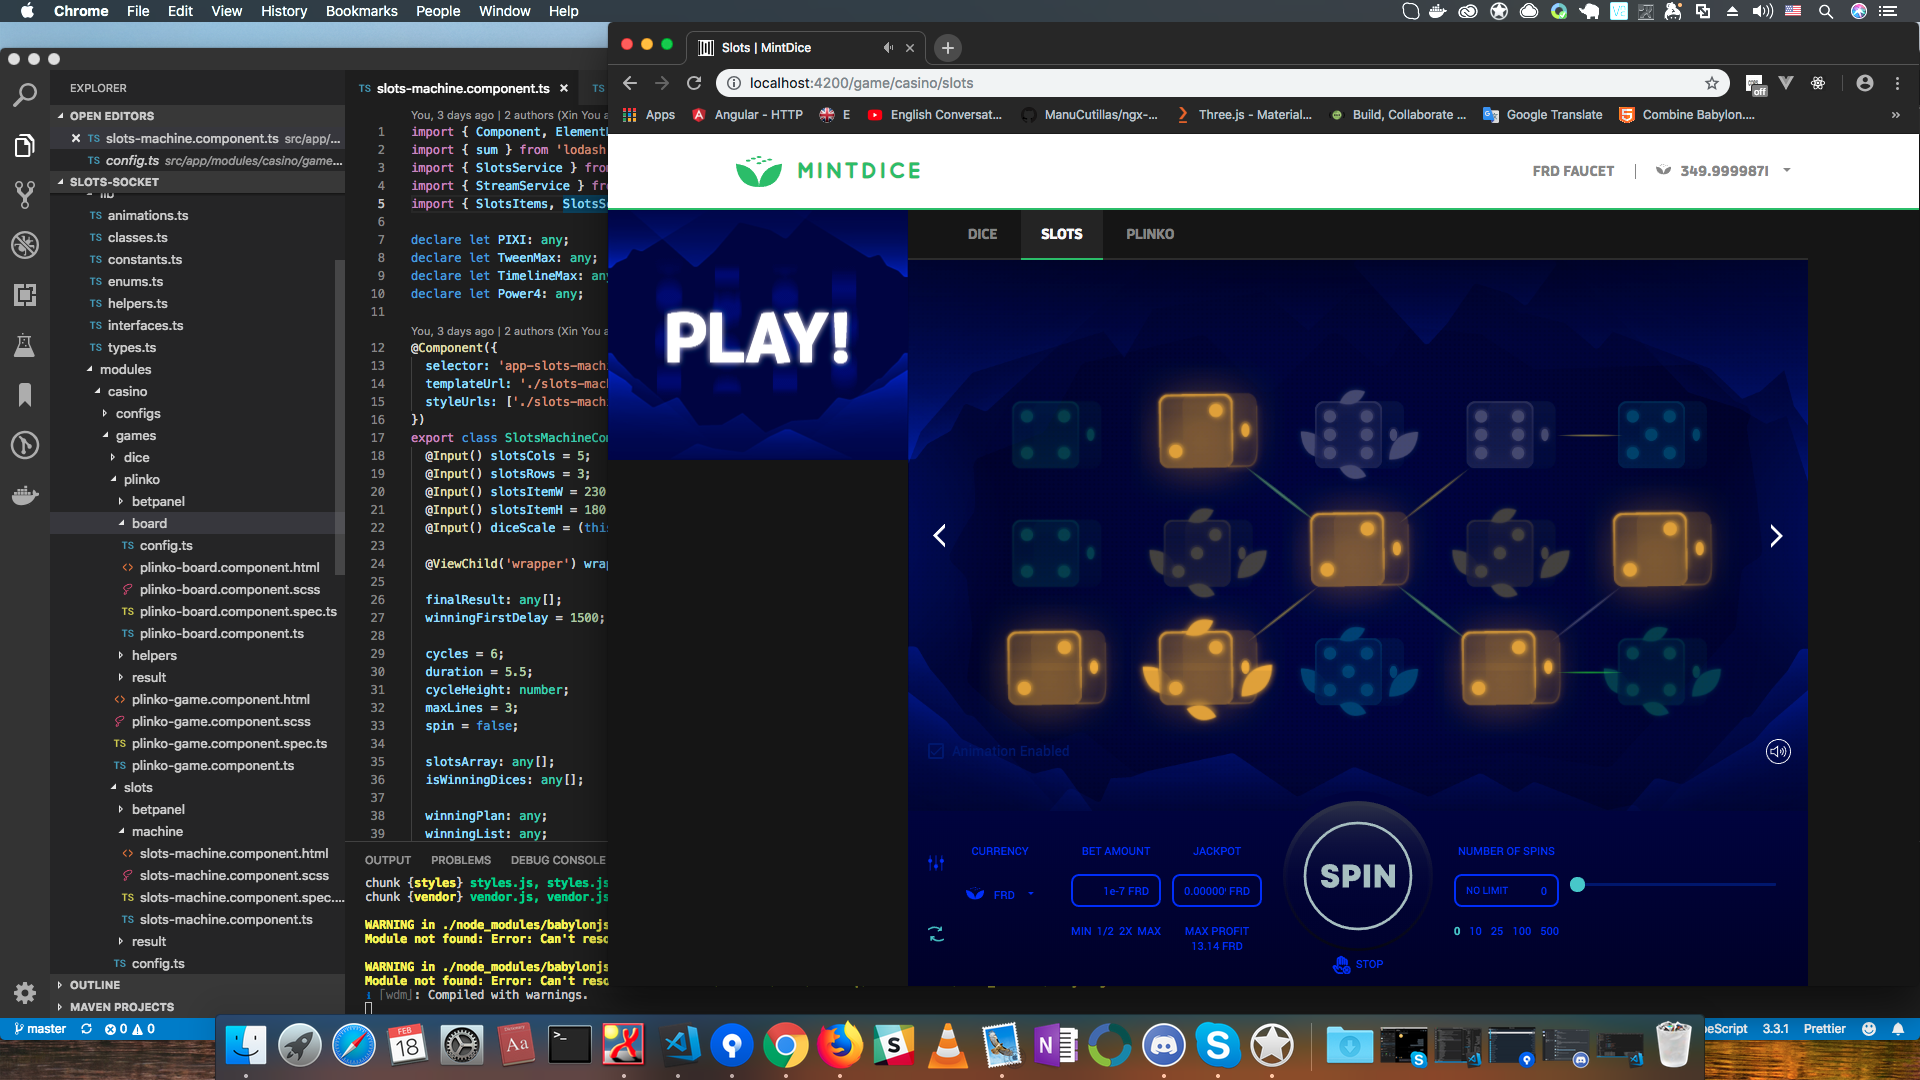 Chrome File Edit View History Bookmarks People Window Help
EXPLORER
OPEN EDITORS
slots-machine.component.ts src/app/
TS config.ts src/app/modules/casino/game...
SLOTS-SOCKET
lib
TS animations.ts
TS classes.ts
TS constants.ts
TS enums.ts
TS helpers.ts
TS interfaces.ts
TS types.ts
modules
casino
configs
games
dice
plinko
betpanel
board
TS config.ts
<> plinko-board.component.html
plinko-board.component.scss
TS plinko-board.component.spec.ts
TS plinko-board.component.ts
helpers
result
<> plinko-game.component.html
plinko-game.component.scss
TS plinko-game.component.spec.ts
TS plinko-game.component.ts
slots
betpanel
machine
<> slots-machine.component.html
slots-machine.component.scss
TS slots-machine.component.spec....
TS slots-machine.component.ts
result
TS config.ts
OUTLINE
MAVEN PROJECTS
master 0 0
TS slots-machine.component.ts × TS
You, 3 days ago | 2 authors (Xin You a
1 import { Component, Element
2 import { sum } from 'lodash
3 import { SlotsService } from
4 import { StreamService } fro
5 import { SlotsItems, SlotsS
6
7 declare let PIXI: any;
8 declare let TweenMax: any;
9 declare let TimelineMax: any
10 declare let Power4: any;
11
You, 3 days ago | 2 authors (Xin You a
12 @Component({
13 selector: 'app-slots-machi
14 templateUrl: './slots-mach
15 styleUrls: ['./slots-machi
16 })
17 export class SlotsMachineCom
18 @Input() slotsCols = 5;
19 @Input() slotsRows = 3;
20 @Input() slotsItemW = 230
21 @Input() slotsItemH = 180
22 @Input() diceScale = (this
23
24 @ViewChild('wrapper') wrap
25
26 finalResult: any[];
27 winningFirstDelay = 1500;
28
29 cycles = 6;
30 duration = 5.5;
31 cycleHeight: number;
32 maxLines = 3;
33 spin = false;
34
35 slotsArray: any[];
36 isWinningDices: any[];
37
38 winningPlan: any;
39 winningList: any;
OUTPUT PROBLEMS DEBUG CONSOLE
chunk {styles} styles.js, styles.js
chunk {vendor} vendor.js, vendor.js
WARNING in ./node_modules/babylonjs
Module not found: Error: Can't reso
WARNING in ./node_modules/babylonjs
Module not found: Error: Can't reso
i ｢wdm｣: Compiled with warnings.
Slots | MintDice
localhost:4200/game/casino/slots
off
Apps Angular - HTTP E English Conversat... ManuCutillas/ngx-... Three.js - Material... Build, Collaborate ... Google Translate Combine Babylon.... »
MINTDICE
FRD FAUCET | 349.9999871
DICE SLOTS PLINKO
PLAY!
Animation Enabled
CURRENCY
FRD
BET AMOUNT
1e-7 FRD
MIN 1/2 2X MAX
JACKPOT
0.00000' FRD
MAX PROFIT
13.14 FRD
SPIN
STOP
NUMBER OF SPINS
NO LIMIT 0
0 10 25 100 500
FEB
18
Aa
S
N
S
peScript 3.3.1 Prettier